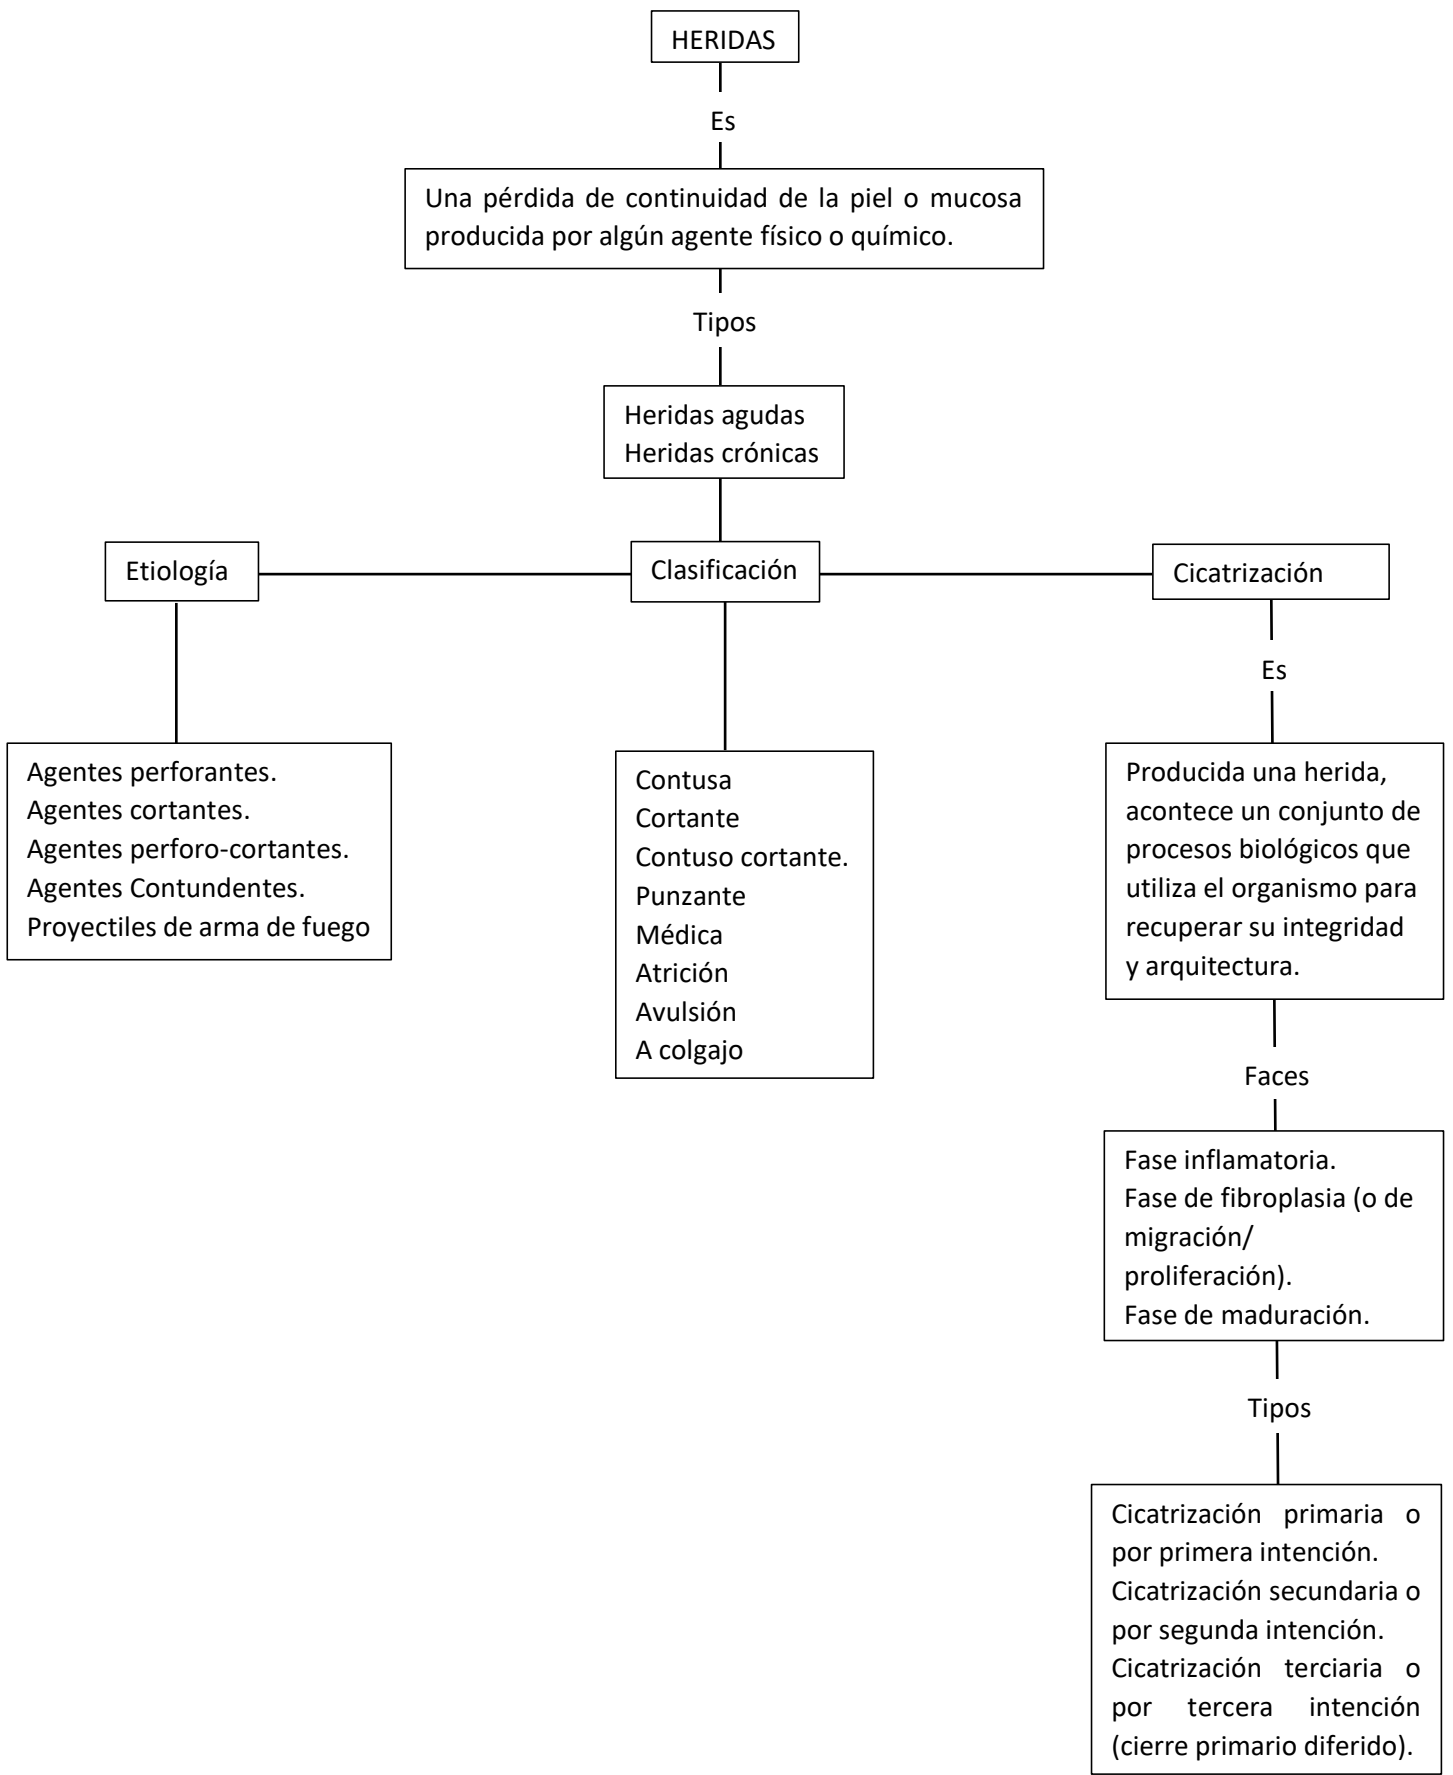 HERIDAS
Es
Una pérdida de continuidad de la piel o mucosa
producida por algún agente físico o químico.
Tipos
Heridas agudas
Heridas crónicas
Etiología
Clasificación
Cicatrización
Agentes perforantes.
Agentes cortantes.
Agentes perforo-cortantes.
Agentes Contundentes.
Proyectiles de arma de fuego
Contusa
Cortante
Contuso cortante.
Punzante
Médica
Atrición
Avulsión
A colgajo
Es
Producida una herida,
acontece un conjunto de
procesos biológicos que
utiliza el organismo para
recuperar su integridad
y arquitectura.
Faces
Fase inflamatoria.
Fase de fibroplasia (o de
migración/
proliferación).
Fase de maduración.
Tipos
Cicatrización primaria o
por primera intención.
Cicatrización secundaria o
por segunda intención.
Cicatrización terciaria o
por tercera intención
(cierre primario diferido).